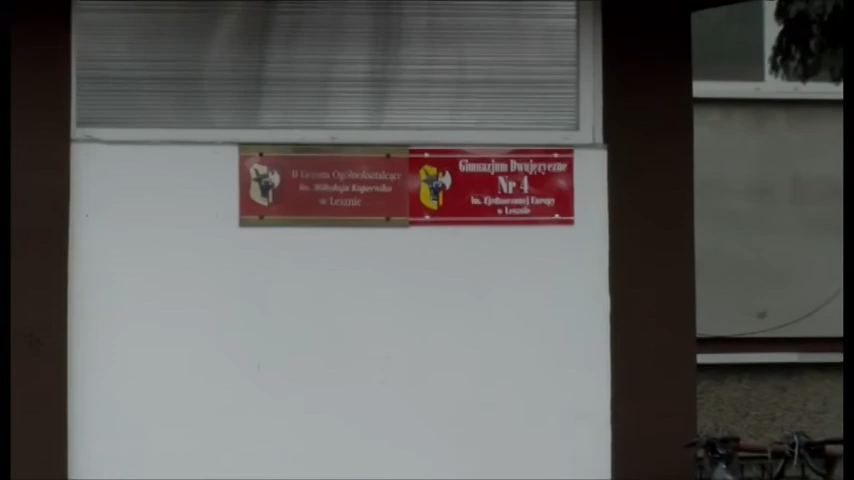 II Liceum Ogólnokształcące
im. Mikołaja Kopernika
w Lesznie
Gimnazjum Dwujęzyczne
Nr 4
im. Zjednoczonej Europy
w Lesznie